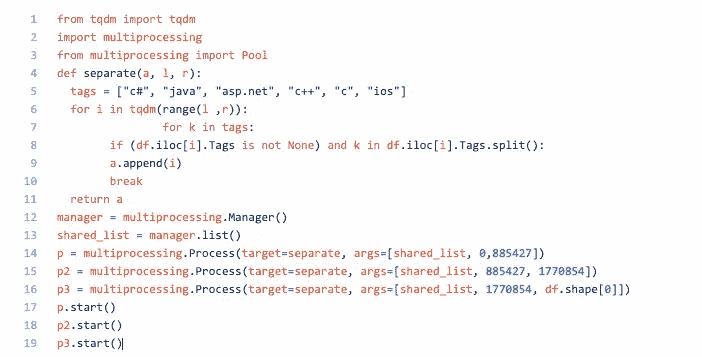 1 from tqdm import tqdm
2 import multiprocessing
3 from multiprocessing import Pool
4 def separate(a, l, r):
5 tags = ["c#", "java", "asp.net", "c++", "c", "ios"]
6 for i in tqdm(range(l ,r)):
7 for k in tags:
8 if (df.iloc[i].Tags is not None) and k in df.iloc[i].Tags.split():
9 a.append(i)
10 break
11 return a
12 manager = multiprocessing.Manager()
13 shared_list = manager.list()
14 p = multiprocessing.Process(target=separate, args=[shared_list, 0,885427])
15 p2 = multiprocessing.Process(target=separate, args=[shared_list, 885427, 1770854])
16 p3 = multiprocessing.Process(target=separate, args=[shared_list, 1770854, df.shape[0]])
17 p.start()
18 p2.start()
19 p3.start()